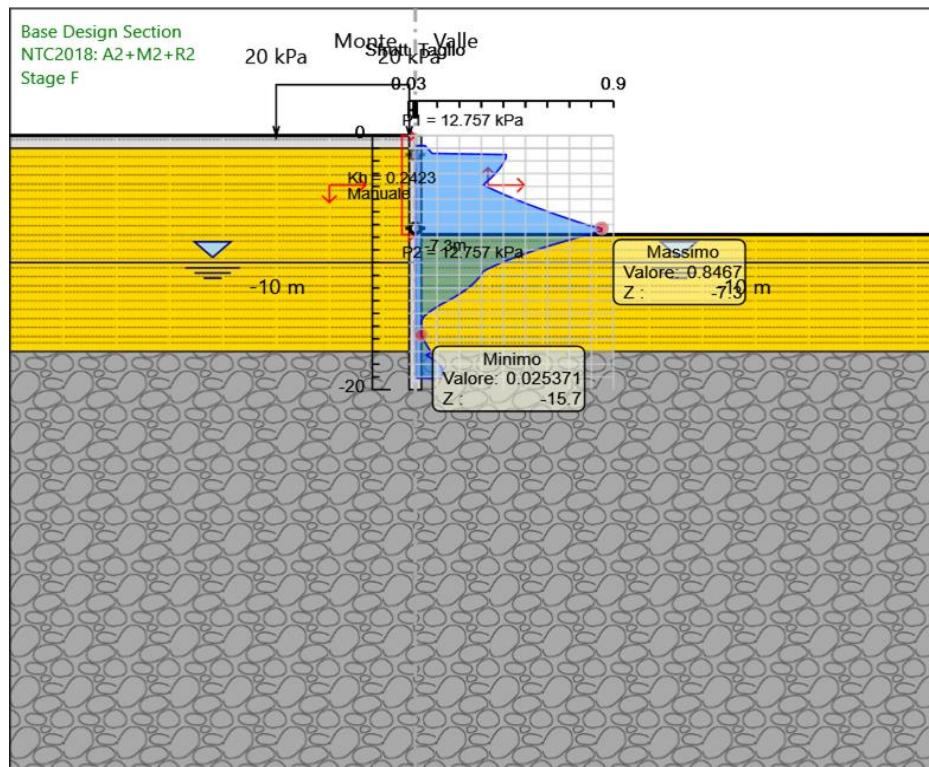 Base Design Section
NTC2018: A2+M2+R2
Stage F
Monte
Valle
Sfrutt. Taglio
20 kPa
20 kPa
0.03
0.9
P1 = 12.757 kPa
0
Kh = 0.2423
Manuale
-7.3m
P2 = 12.757 kPa
Massimo
Valore: 0.8467
Z : -7.3
-10 m
-10 m
Minimo
Valore: 0.025371
Z : -15.7
-20